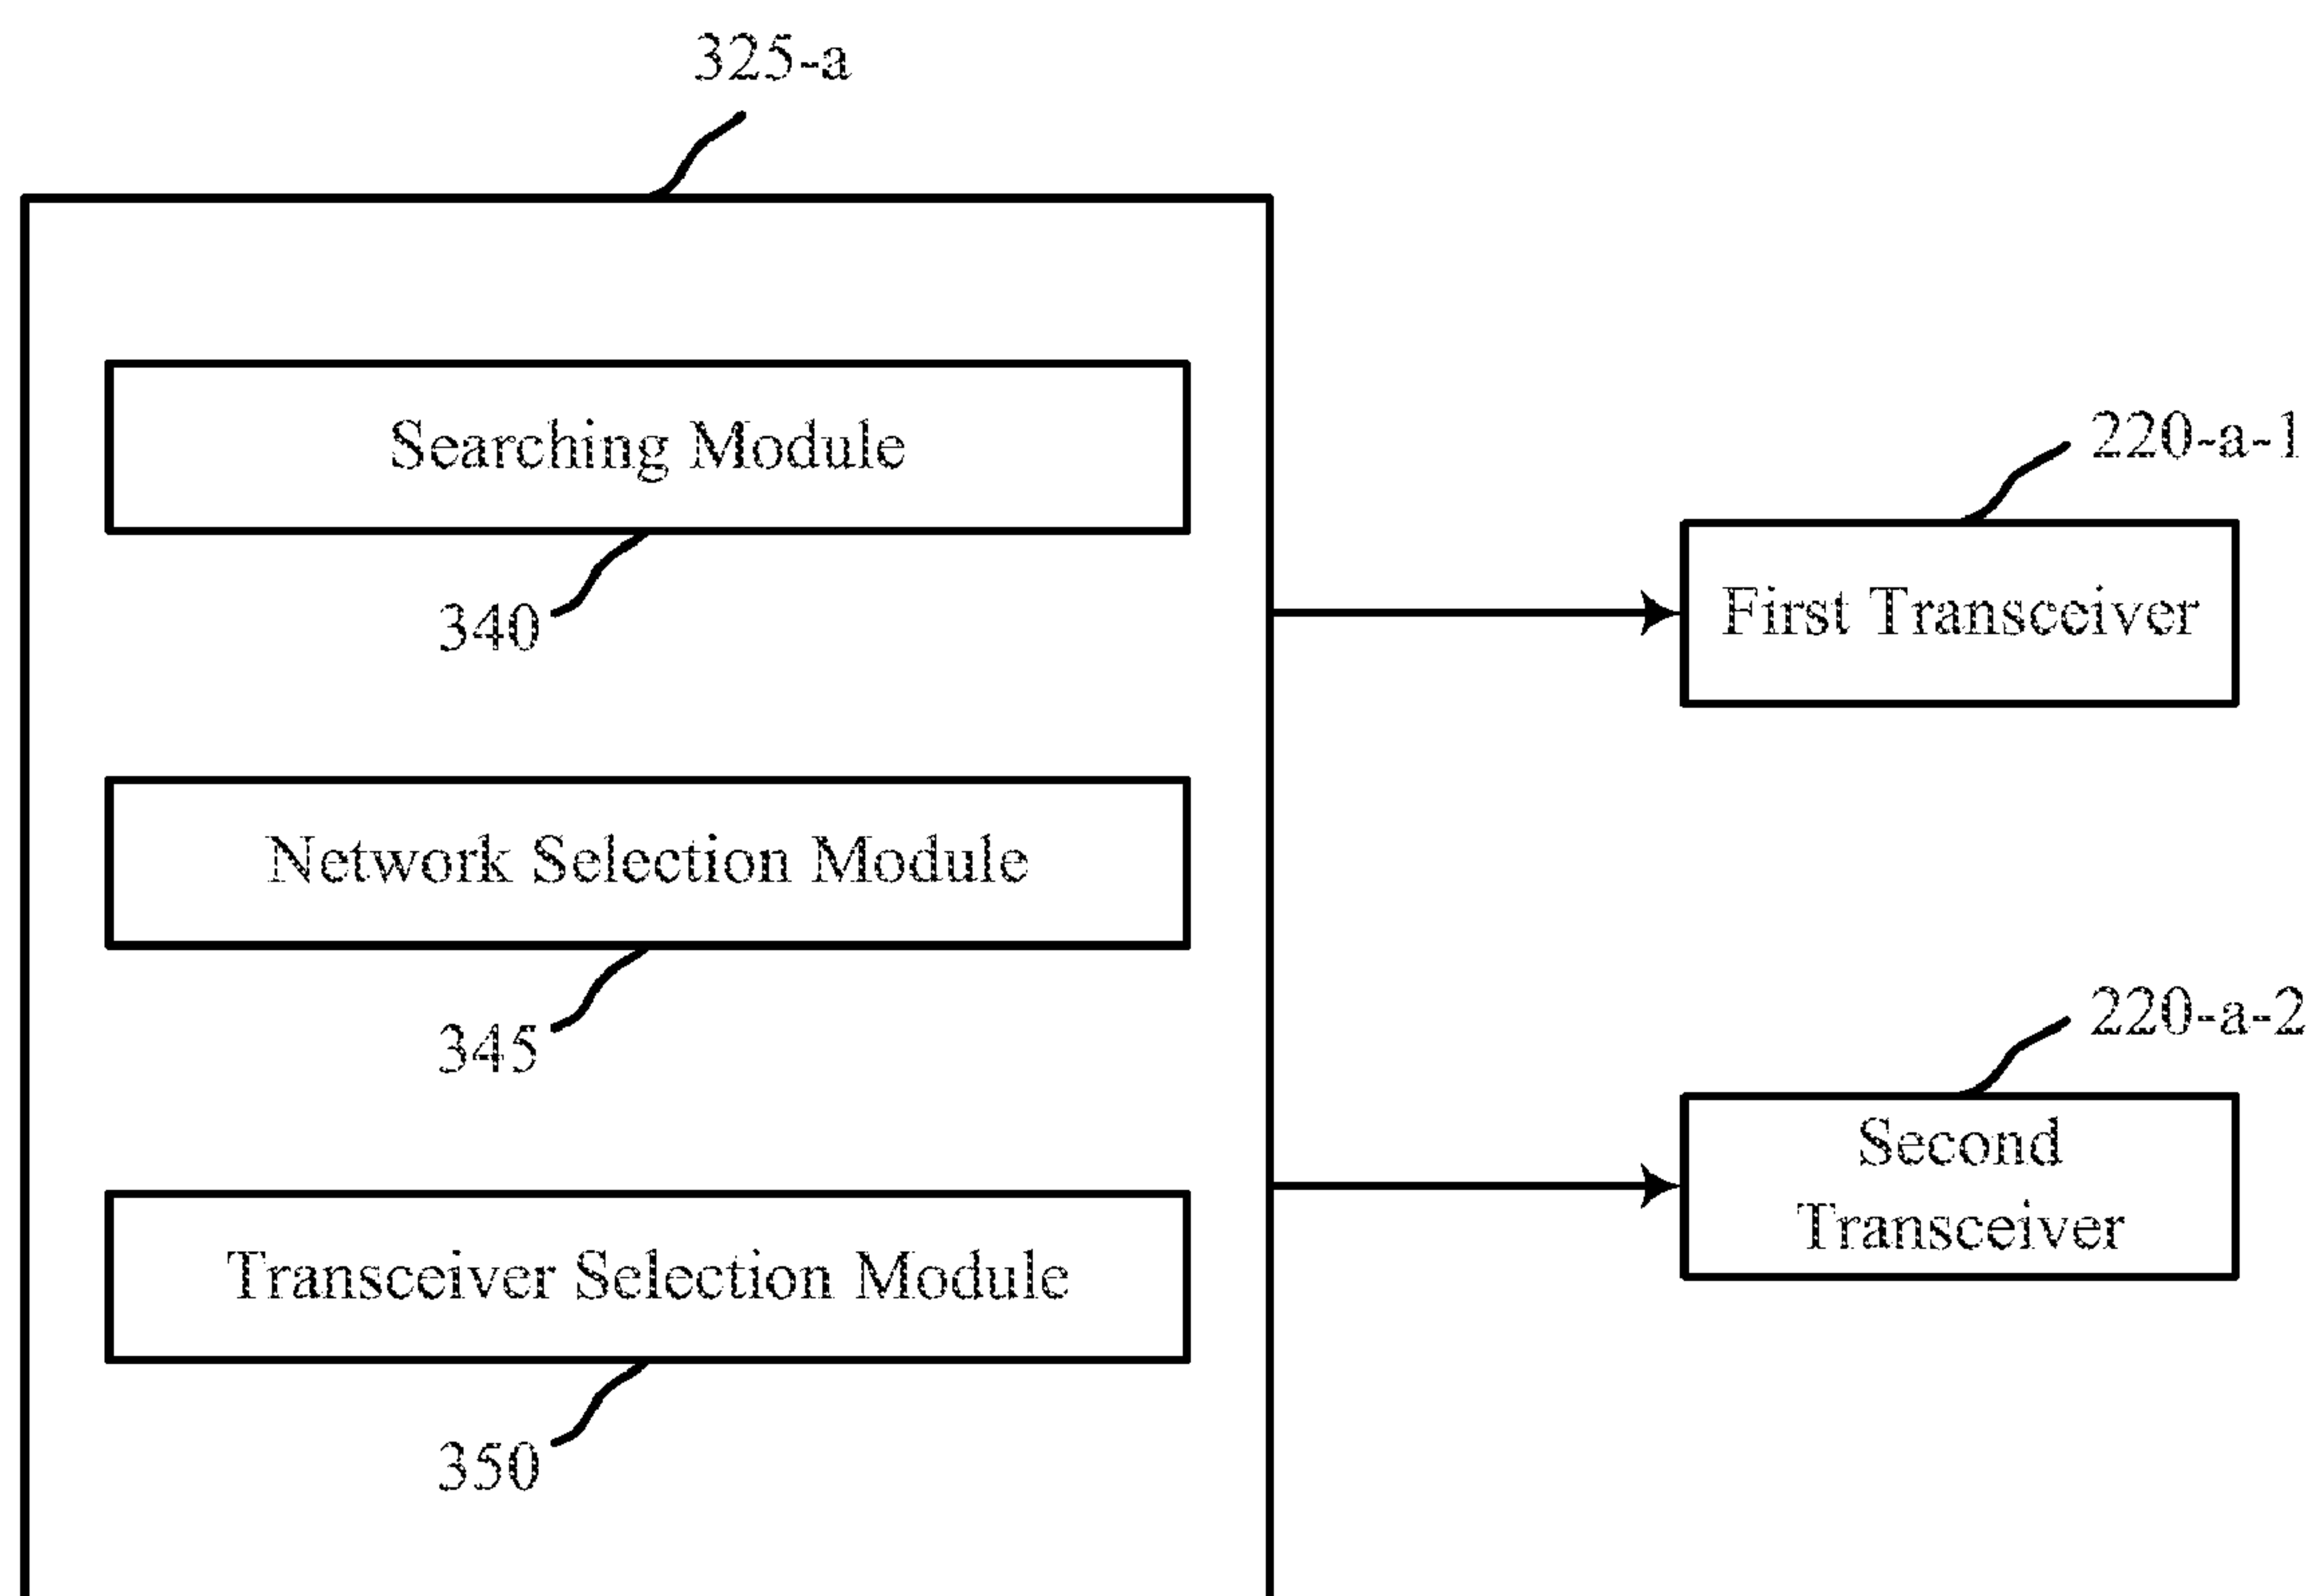 325-a
Searching Module
340
220-a-1
First Transceiver
Network Selection Module
345
220-a-2
Second
Transceiver
Transceiver Selection Module
350